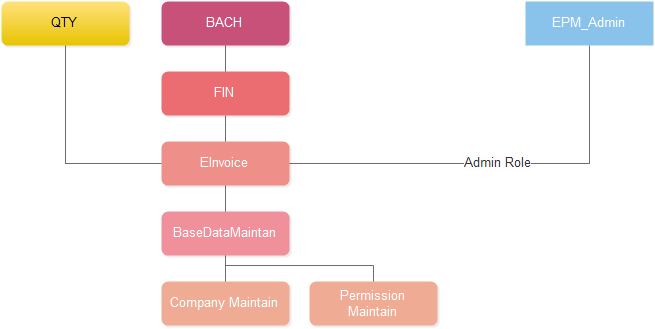 QTY
BACH
EPM_Admin
FIN
EInvoice
Admin Role
BaseDataMaintan
Company Maintain
Permission
Maintain